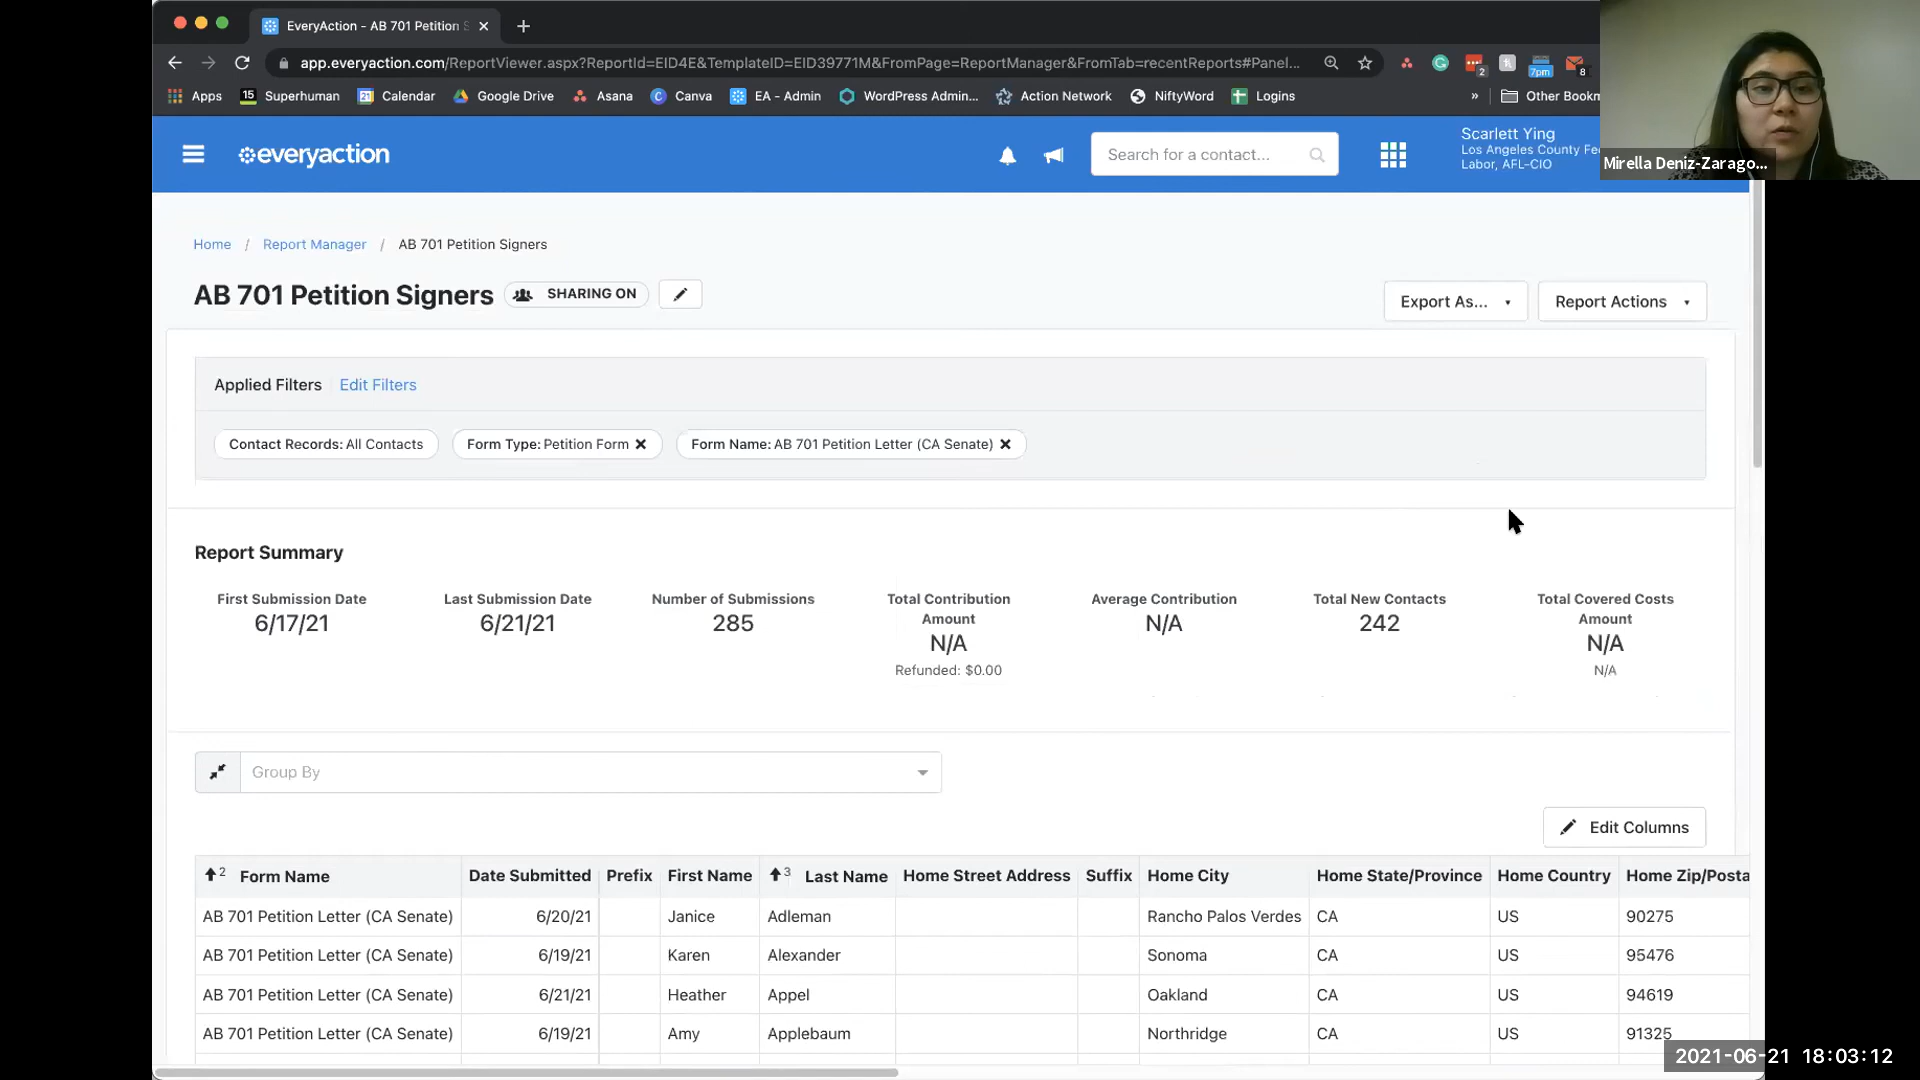 EveryAction - AB 701 Petition S
app.everyaction.com/ReportViewer.aspx?ReportId=EID4E&TemplateID=EID39771M&FromPage=ReportManager&FromTab=recentReports#Panel...
2
7pm
8
Apps
15 Superhuman
21 Calendar
Google Drive
Asana
Canva
EA - Admin
WordPress Admin...
Action Network
NiftyWord
Logins
»
Other Bookm
everyaction
Search for a contact...
Scarlett Ying
Los Angeles County Fe
Labor, AFL-CIO
Mirella Deniz-Zarago...
Home / Report Manager / AB 701 Petition Signers
AB 701 Petition Signers
SHARING ON
Export As...
Report Actions
Applied Filters
Edit Filters
Contact Records: All Contacts
Form Type: Petition Form
Form Name: AB 701 Petition Letter (CA Senate)
Report Summary
First Submission Date
6/17/21
Last Submission Date
6/21/21
Number of Submissions
285
Total Contribution
Amount
N/A
Refunded: $0.00
Average Contribution
N/A
Total New Contacts
242
Total Covered Costs
Amount
N/A
N/A
Group By
Edit Columns
2 Form Name Date Submitted Prefix First Name 3 Last Name Home Street Address Suffix Home City Home State/Province Home Country Home Zip/Posta
AB 701 Petition Letter (CA Senate) 6/20/21 Janice Adleman Rancho Palos Verdes CA US 90275
AB 701 Petition Letter (CA Senate) 6/19/21 Karen Alexander Sonoma CA US 95476
AB 701 Petition Letter (CA Senate) 6/21/21 Heather Appel Oakland CA US 94619
AB 701 Petition Letter (CA Senate) 6/19/21 Amy Applebaum Northridge CA US 91325
2021-06-21 18:03:12